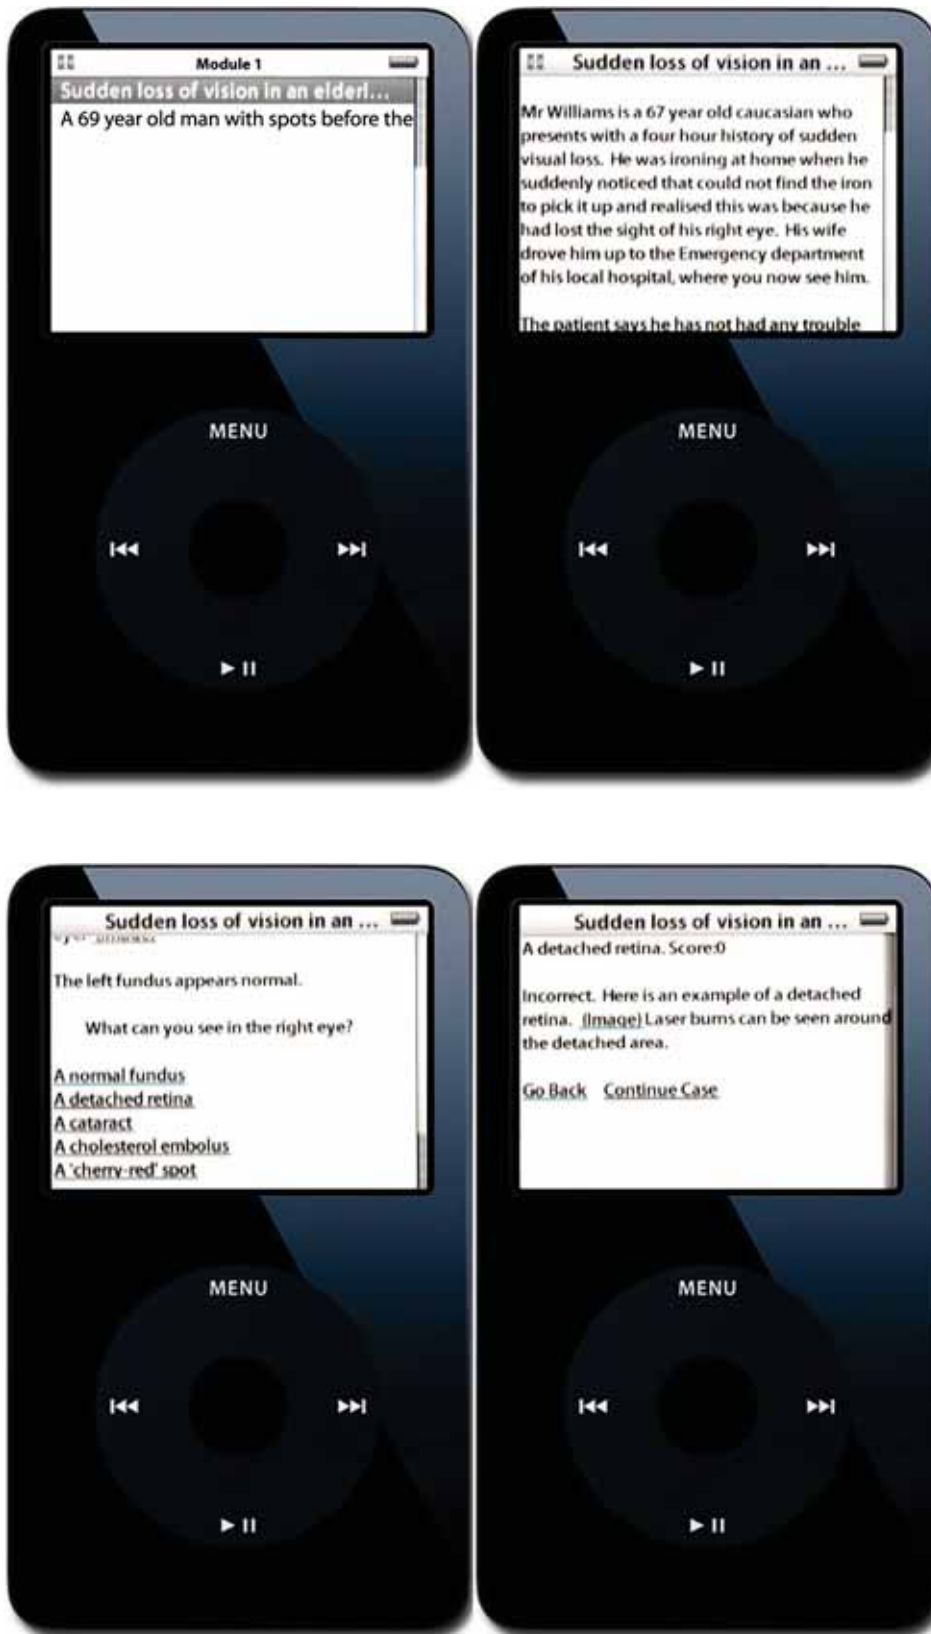 Module 1
Sudden loss of vision in an elderl...
A 69 year old man with spots before the
MENU
Sudden loss of vision in an ...
Mr Williams is a 67 year old caucasian who
presents with a four hour history of sudden
visual loss. He was ironing at home when he
suddenly noticed that could not find the iron
to pick it up and realised this was because he
had lost the sight of his right eye. His wife
drove him up to the Emergency department
of his local hospital, where you now see him.
The patient says he has not had any trouble
MENU
Sudden loss of vision in an ...
The left fundus appears normal.
What can you see in the right eye?
A normal fundus
A detached retina
A cataract
A cholesterol embolus
A 'cherry-red' spot
MENU
Sudden loss of vision in an ...
A detached retina. Score:0
Incorrect. Here is an example of a detached
retina. (Image) Laser burns can be seen around
the detached area.
Go Back Continue Case
MENU